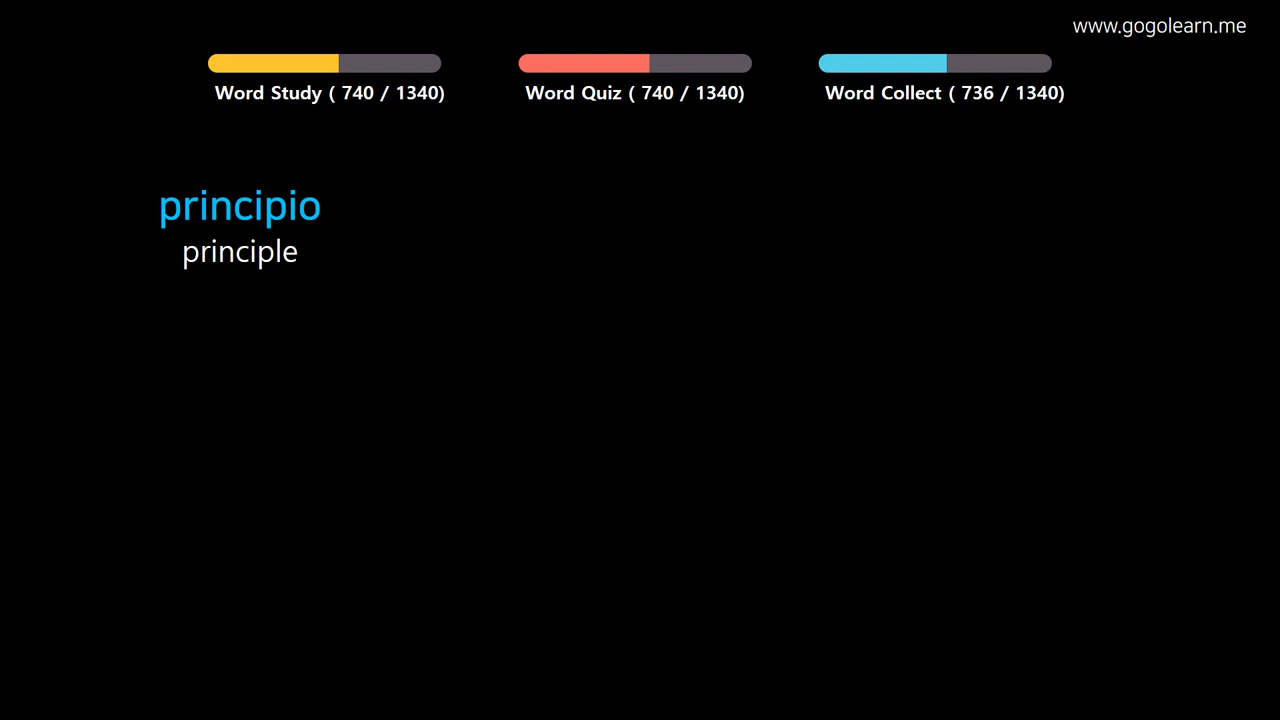 www.gogolearn.me
Word Study ( 740 / 1340)
Word Quiz ( 740 / 1340)
Word Collect ( 736 / 1340)
principio
principle